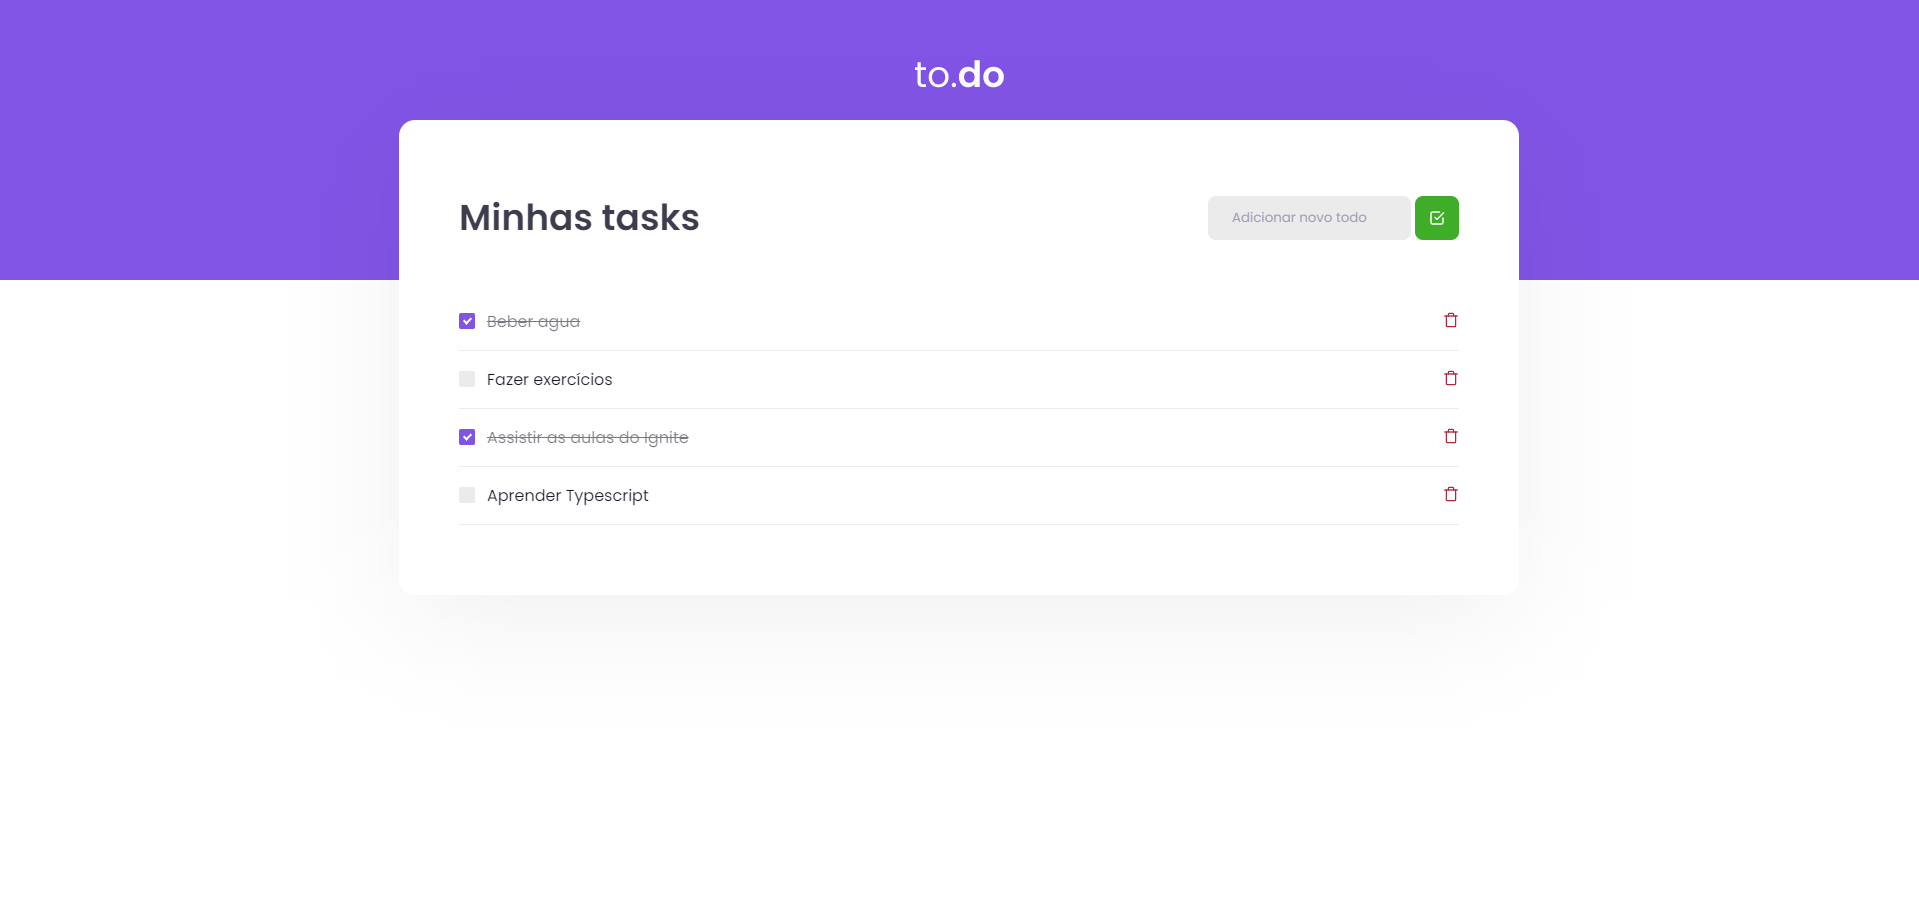 to.do
Minhas tasks
Adicionar novo todo
Beber agua
Fazer exercícios
Assistir as aulas do Ignite
Aprender Typescript